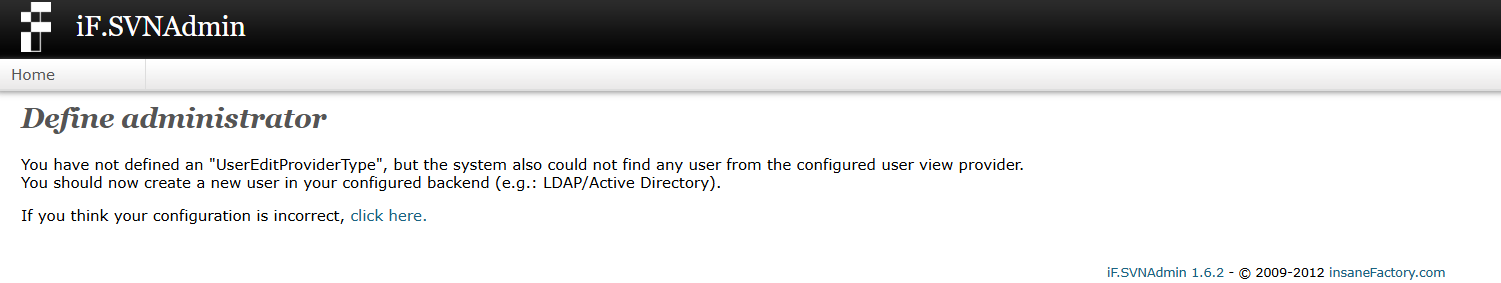 iF.SVNAdmin
Home
Define administrator
You have not defined an "UserEditProviderType", but the system also could not find any user from the configured user view provider.
You should now create a new user in your configured backend (e.g.: LDAP/Active Directory).
If you think your configuration is incorrect, click here.
iF.SVNAdmin 1.6.2 - © 2009-2012 insaneFactory.com